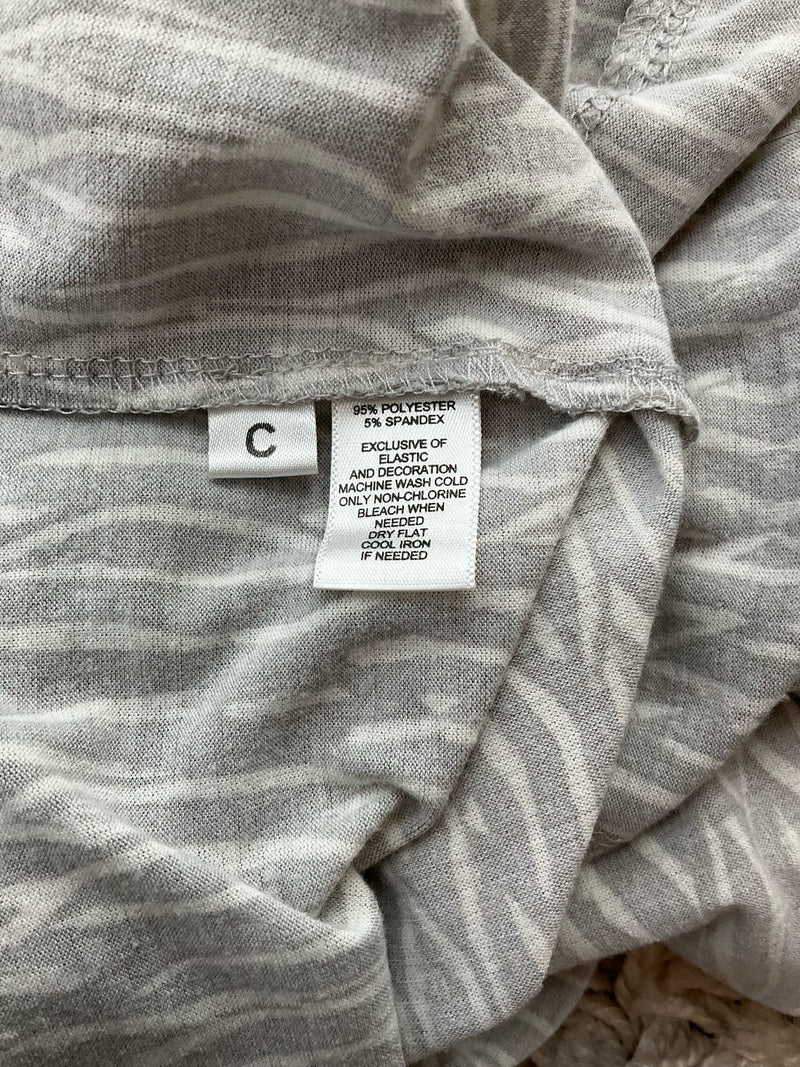 C
95% POLYESTER
5% SPANDEX
EXCLUSIVE OF
ELASTIC
AND DECORATION
MACHINE WASH COLD
ONLY NON-CHLORINE
BLEACH WHEN
NEEDED
DRY FLAT
COOL IRON
IF NEEDED